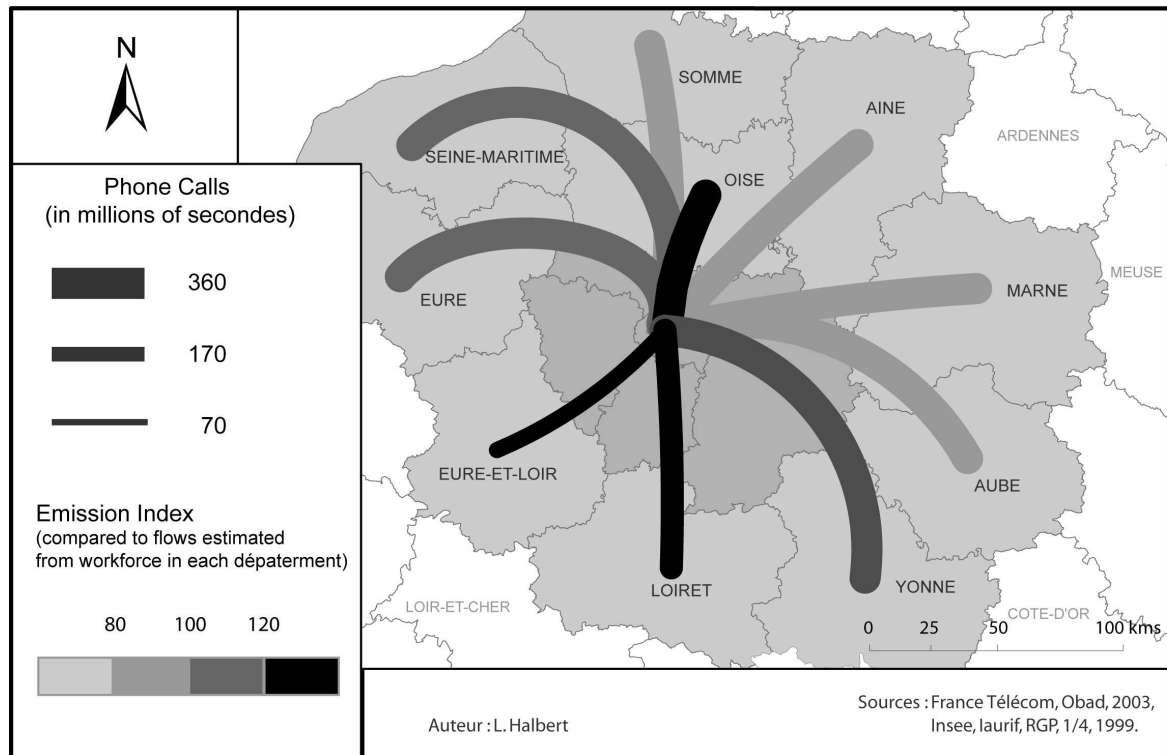 N
Phone Calls
(in millions of secondes)
360
170
70
Emission Index
(compared to flows estimated
from workforce in each dépaterment)
80 100 120
SOMME
AINE
ARDENNES
SEINE-MARITIME
OISE
MEUSE
EURE
MARNE
EURE-ET-LOIR
AUBE
LOIRET
YONNE
LOIR-ET-CHER
COTE-D'OR
0 25 50 100 kms
Auteur : L. Halbert
Sources : France Télécom, Obad, 2003,
Insee, Iaurif, RGP, 1/4, 1999.